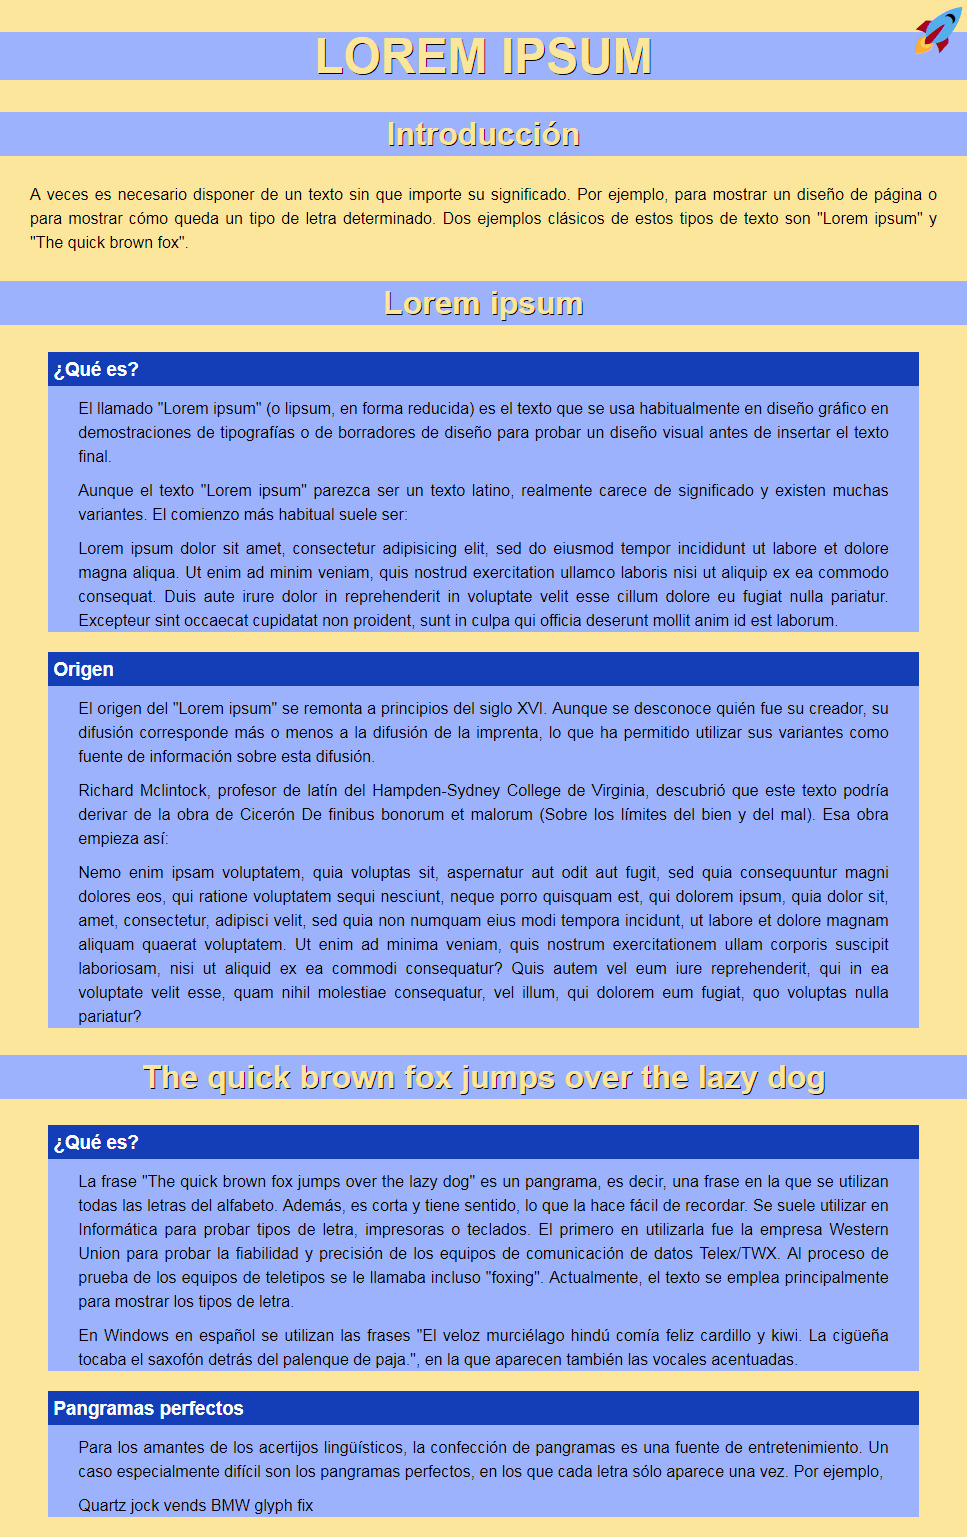 LOREM IPSUM
Introducción
A veces es necesario disponer de un texto sin que importe su significado. Por ejemplo, para mostrar un diseño de página o
para mostrar cómo queda un tipo de letra determinado. Dos ejemplos clásicos de estos tipos de texto son "Lorem ipsum" y
"The quick brown fox".
Lorem ipsum
¿Qué es?
El llamado "Lorem ipsum" (o lipsum, en forma reducida) es el texto que se usa habitualmente en diseño gráfico en
demostraciones de tipografías o de borradores de diseño para probar un diseño visual antes de insertar el texto
final.
Aunque el texto "Lorem ipsum" parezca ser un texto latino, realmente carece de significado y existen muchas
variantes. El comienzo más habitual suele ser:
Lorem ipsum dolor sit amet, consectetur adipisicing elit, sed do eiusmod tempor incididunt ut labore et dolore
magna aliqua. Ut enim ad minim veniam, quis nostrud exercitation ullamco laboris nisi ut aliquip ex ea commodo
consequat. Duis aute irure dolor in reprehenderit in voluptate velit esse cillum dolore eu fugiat nulla pariatur.
Excepteur sint occaecat cupidatat non proident, sunt in culpa qui officia deserunt mollit anim id est laborum.
Origen
El origen del "Lorem ipsum" se remonta a principios del siglo XVI. Aunque se desconoce quién fue su creador, su
difusión corresponde más o menos a la difusión de la imprenta, lo que ha permitido utilizar sus variantes como
fuente de información sobre esta difusión.
Richard Mclintock, profesor de latín del Hampden-Sydney College de Virginia, descubrió que este texto podría
derivar de la obra de Cicerón De finibus bonorum et malorum (Sobre los límites del bien y del mal). Esa obra
empieza así:
Nemo enim ipsam voluptatem, quia voluptas sit, aspernatur aut odit aut fugit, sed quia consequuntur magni
dolores eos, qui ratione voluptatem sequi nesciunt, neque porro quisquam est, qui dolorem ipsum, quia dolor sit,
amet, consectetur, adipisci velit, sed quia non numquam eius modi tempora incidunt, ut labore et dolore magnam
aliquam quaerat voluptatem. Ut enim ad minima veniam, quis nostrum exercitationem ullam corporis suscipit
laboriosam, nisi ut aliquid ex ea commodi consequatur? Quis autem vel eum iure reprehenderit, qui in ea
voluptate velit esse, quam nihil molestiae consequatur, vel illum, qui dolorem eum fugiat, quo voluptas nulla
pariatur?
The quick brown fox jumps over the lazy dog
¿Qué es?
La frase "The quick brown fox jumps over the lazy dog" es un pangrama, es decir, una frase en la que se utilizan
todas las letras del alfabeto. Además, es corta y tiene sentido, lo que la hace fácil de recordar. Se suele utilizar en
Informática para probar tipos de letra, impresoras o teclados. El primero en utilizarla fue la empresa Western
Union para probar la fiabilidad y precisión de los equipos de comunicación de datos Telex/TWX. Al proceso de
prueba de los equipos de teletipos se le llamaba incluso "foxing". Actualmente, el texto se emplea principalmente
para mostrar los tipos de letra.
En Windows en español se utilizan las frases "El veloz murciélago hindú comía feliz cardillo y kiwi. La cigüeña
tocaba el saxofón detrás del palenque de paja.", en la que aparecen también las vocales acentuadas.
Pangramas perfectos
Para los amantes de los acertijos lingüísticos, la confección de pangramas es una fuente de entretenimiento. Un
caso especialmente difícil son los pangramas perfectos, en los que cada letra sólo aparece una vez. Por ejemplo,
Quartz jock vends BMW glyph fix